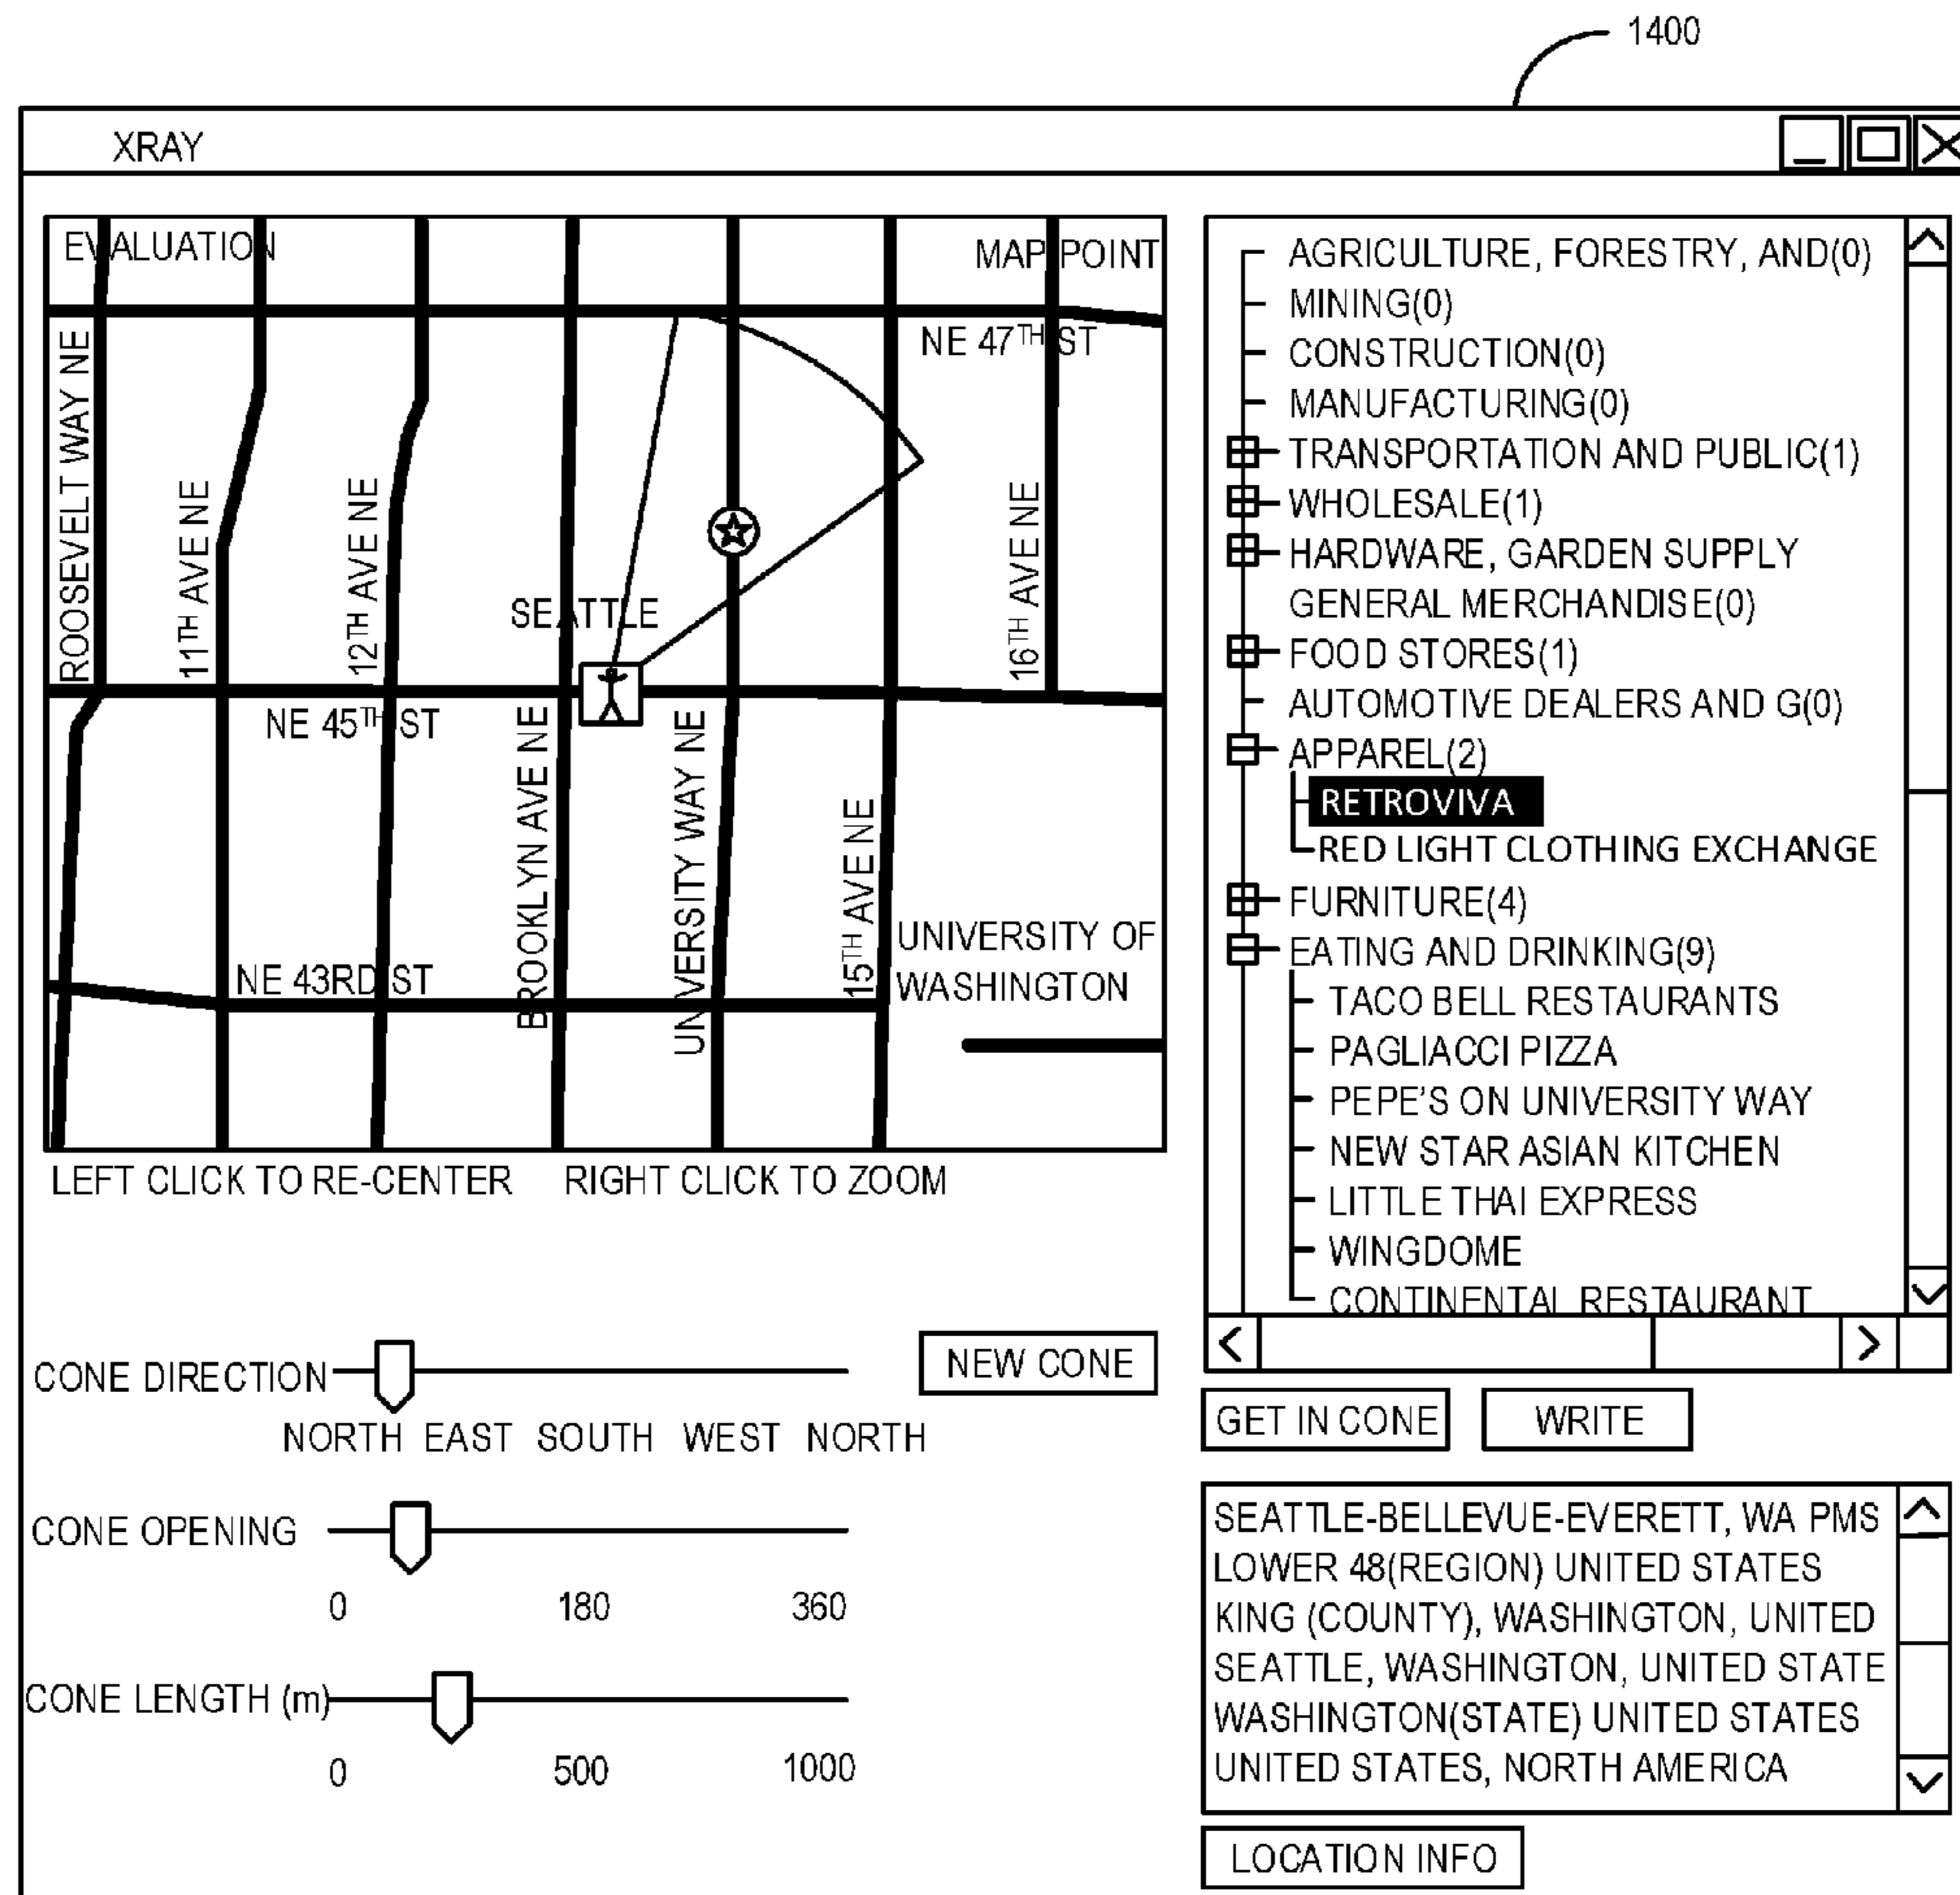 1400
XRAY
EVALUATION
MAP POINT
NE 47TH ST
ROOSEVELT WAY NE
11TH AVE NE
12TH AVE NE
16TH AVE NE
SEATTLE
NE 45TH ST
BROOKLYN AVE NE
UNIVERSITY WAY NE
15TH AVE NE
UNIVERSITY OF
WASHINGTON
NE 43RD ST
LEFT CLICK TO RE-CENTER
RIGHT CLICK TO ZOOM
AGRICULTURE, FORESTRY, AND(0)
MINING(0)
CONSTRUCTION(0)
MANUFACTURING(0)
TRANSPORTATION AND PUBLIC(1)
WHOLESALE(1)
HARDWARE, GARDEN SUPPLY
GENERAL MERCHANDISE(0)
FOOD STORES(1)
AUTOMOTIVE DEALERS AND G(0)
APPAREL(2)
RETROVIVA
RED LIGHT CLOTHING EXCHANGE
FURNITURE(4)
EATING AND DRINKING(9)
TACO BELL RESTAURANTS
PAGLIACCI PIZZA
PEPE'S ON UNIVERSITY WAY
NEW STAR ASIAN KITCHEN
LITTLE THAI EXPRESS
WINGDOME
CONTINENTAL RESTAURANT
CONE DIRECTION
NORTH EAST SOUTH WEST NORTH
NEW CONE
CONE OPENING
0 180 360
CONE LENGTH (m)
0 500 1000
GET IN CONE
WRITE
SEATTLE-BELLEVUE-EVERETT, WA PMS
LOWER 48(REGION) UNITED STATES
KING (COUNTY), WASHINGTON, UNITED
SEATTLE, WASHINGTON, UNITED STATE
WASHINGTON(STATE) UNITED STATES
UNITED STATES, NORTH AMERICA
LOCATION INFO